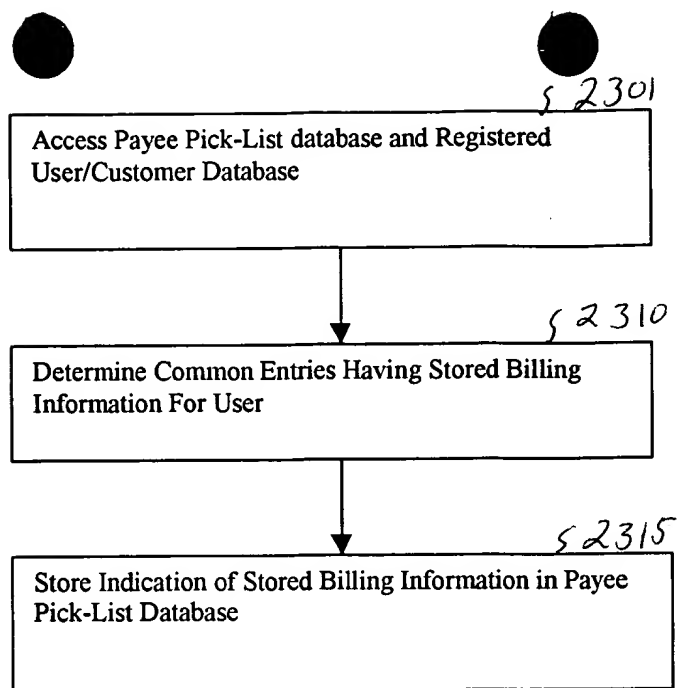 2301
Access Payee Pick-List database and Registered
User/Customer Database
2310
Determine Common Entries Having Stored Billing
Information For User
2315
Store Indication of Stored Billing Information in Payee
Pick-List Database